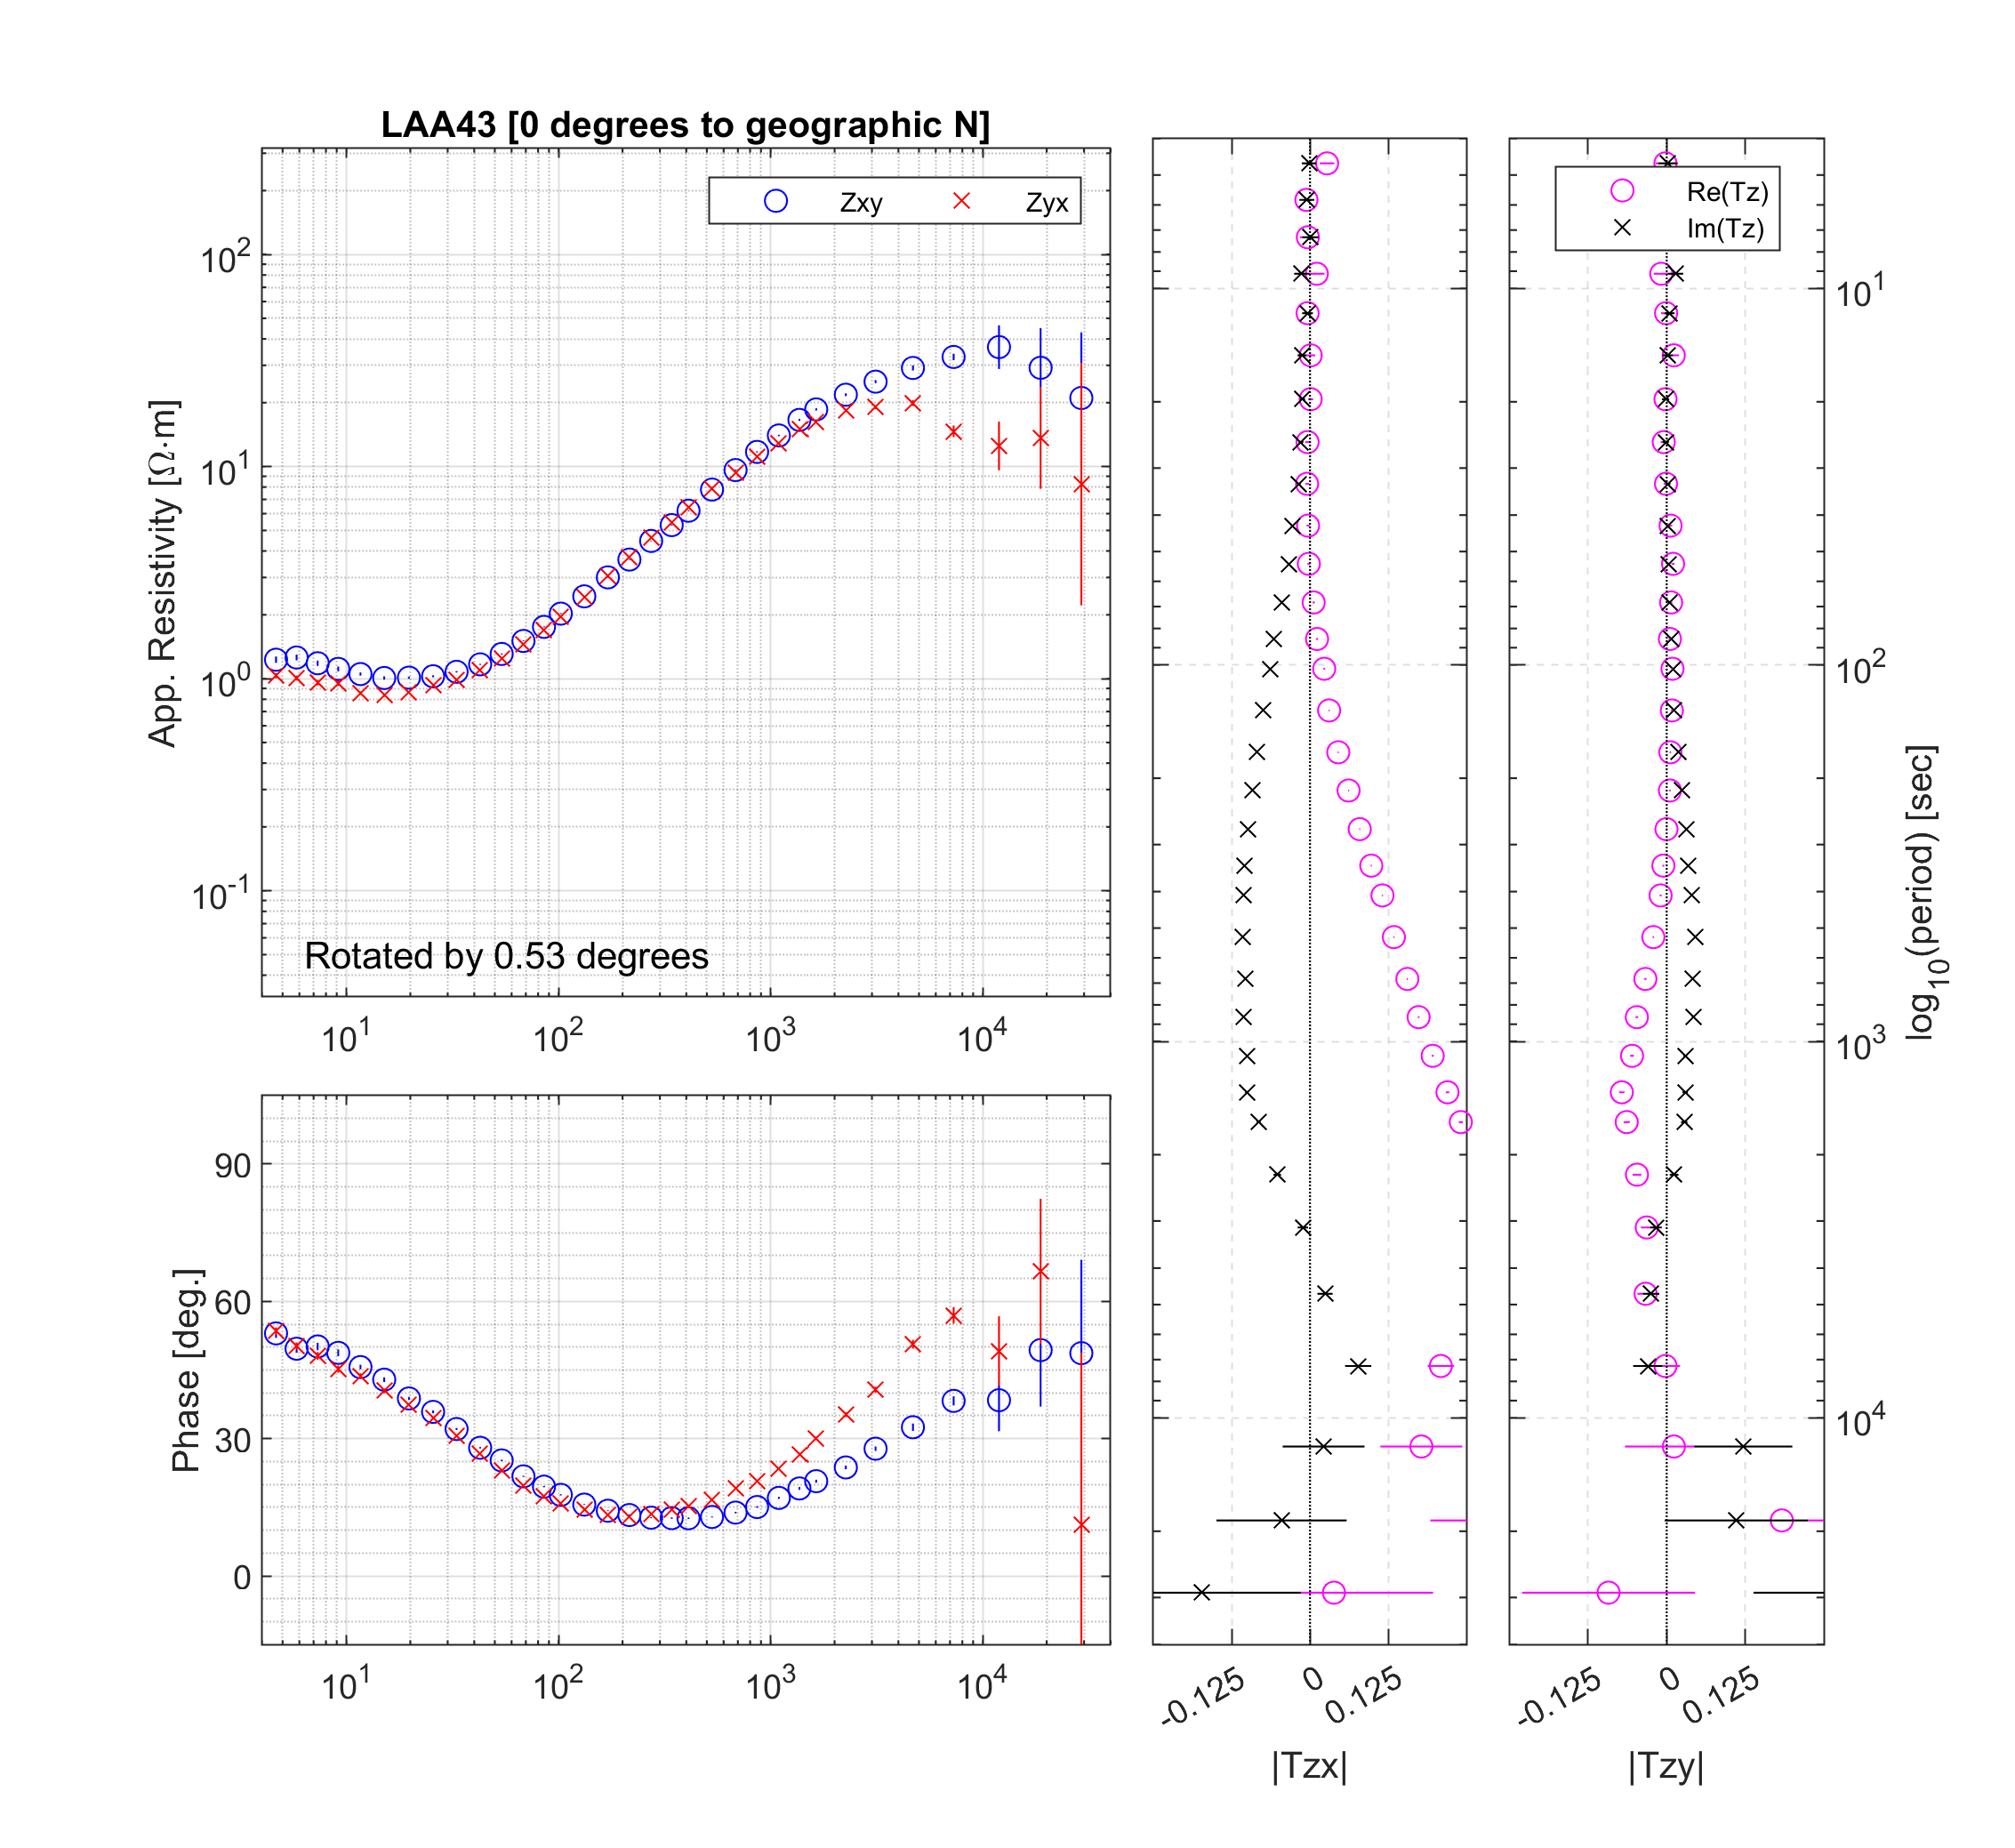 LAA43 [0 degrees to geographic N]
Zxy Zyx
App. Resistivity [Ω·m]
10^2
10^1
10^0
10^-1
Rotated by 0.53 degrees
10^1 10^2 10^3 10^4
Phase [deg.]
90
60
30
0
10^1 10^2 10^3 10^4
-0.125 0 0.125
|Tzx|
Re(Tz)
Im(Tz)
-0.125 0 0.125
|Tzy|
10^1
10^2
10^3
10^4
log_10(period) [sec]